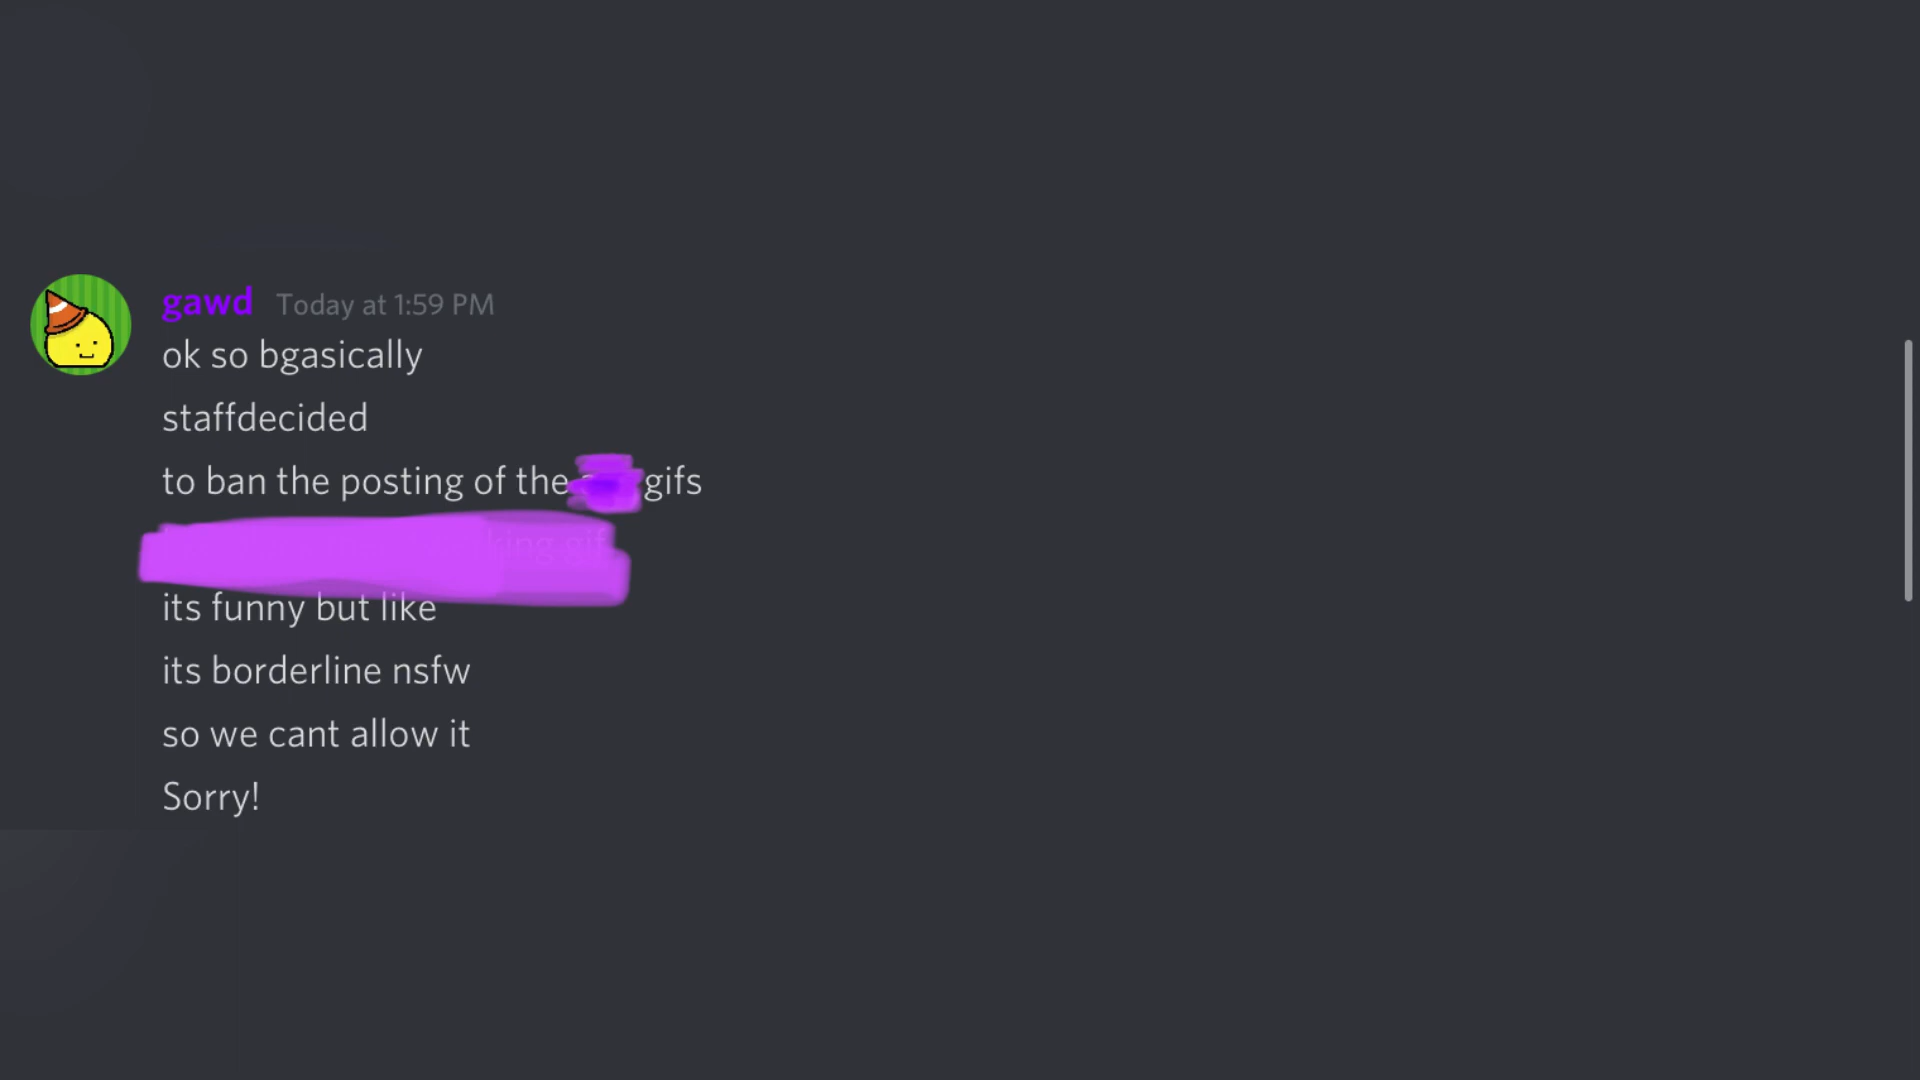 gawd Today at 1:59 PM
ok so bgasically
staffdecided
to ban the posting of the gifs
its funny but like
its borderline nsfw
so we cant allow it
Sorry!